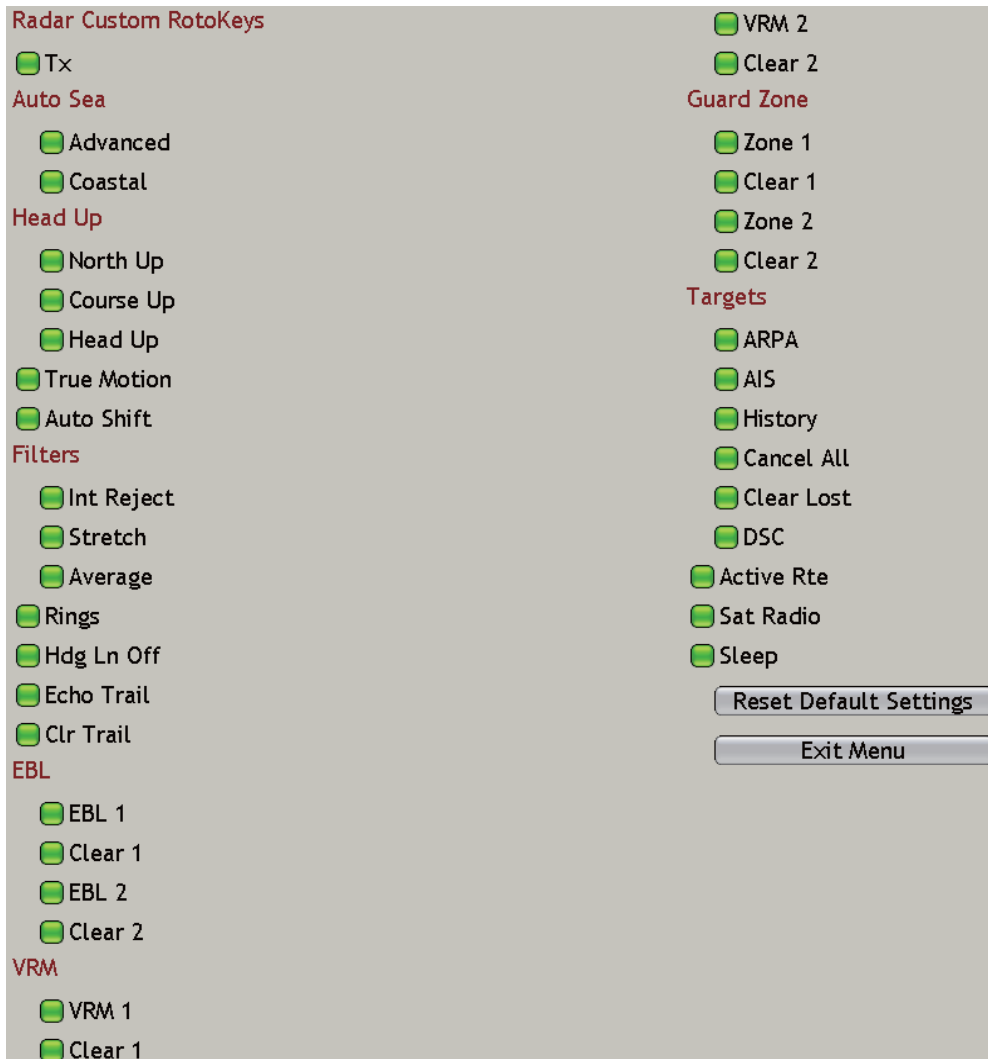 Radar Custom RotoKeys
Tx
Auto Sea
Advanced
Coastal
Head Up
North Up
Course Up
Head Up
True Motion
Auto Shift
Filters
Int Reject
Stretch
Average
Rings
Hdg Ln Off
Echo Trail
Clr Trail
EBL
EBL 1
Clear 1
EBL 2
Clear 2
VRM
VRM 1
Clear 1
VRM 2
Clear 2
Guard Zone
Zone 1
Clear 1
Zone 2
Clear 2
Targets
ARPA
AIS
History
Cancel All
Clear Lost
DSC
Active Rte
Sat Radio
Sleep
Reset Default Settings
Exit Menu